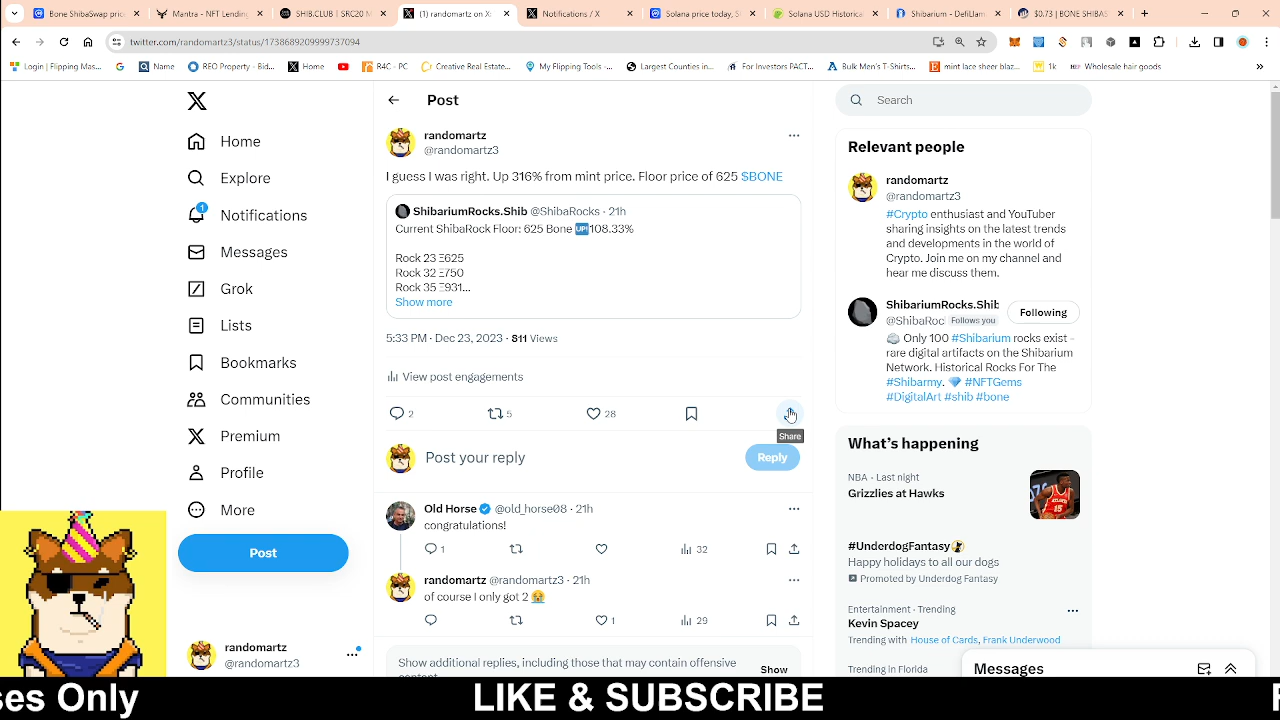 Bone ShibaSwap price
Mantra - NFT Lending
SHIB.CLUB | SRC20 M
(1) randomartz on X:
Notifications / X
Solana price today, S
Solana USD Historical
Shibarium - DefiLlam
$0.73 | BONE SHIBAS
twitter.com/randomartz3/status/1738689209999737094
Login | Flipping Mas...
Name
REO Property - Bid...
Home
R4C - PC
Creative Real Estate...
My Flipping Tools -...
Largest Counties in...
For Investors PACT...
Bulk Men's T-Shirts...
mint lace sheer blaz...
1k
Wholesale hair goods
Home
Explore
1
Notifications
Messages
Grok
Lists
Bookmarks
Communities
Premium
Profile
More
Post
randomartz
@randomartz3
Post
randomartz
@randomartz3
I guess I was right. Up 316% from mint price. Floor price of 625 $BONE
ShibariumRocks.Shib @ShibaRocks · 21h
Current ShibaRock Floor: 625 Bone UP!108.33%
Rock 23 Ξ625
Rock 32 Ξ750
Rock 35 Ξ931...
Show more
5:33 PM · Dec 23, 2023 · 811 Views
View post engagements
2
5
28
Share
Post your reply
Reply
Old Horse @old_horse08 · 21h
congratulations!
1
32
randomartz @randomartz3 · 21h
of course I only got 2 😭
1
29
Show additional replies, including those that may contain offensive
content
Show
Search
Relevant people
randomartz
@randomartz3
#Crypto enthusiast and YouTuber
sharing insights on the latest trends
and developments in the world of
Crypto. Join me on my channel and
hear me discuss them.
ShibariumRocks.Shib
@ShibaRoc
Follows you
Following
Only 100 #Shibarium rocks exist -
rare digital artifacts on the Shibarium
Network. Historical Rocks For The
#Shibarmy. 💎 #NFTGems
#DigitalArt #shib #bone
What's happening
NBA · Last night
Grizzlies at Hawks
#UnderdogFantasy
Happy holidays to all our dogs
Promoted by Underdog Fantasy
Entertainment · Trending
Kevin Spacey
Trending with House of Cards, Frank Underwood
Trending in Florida
Messages
ses Only
LIKE & SUBSCRIBE